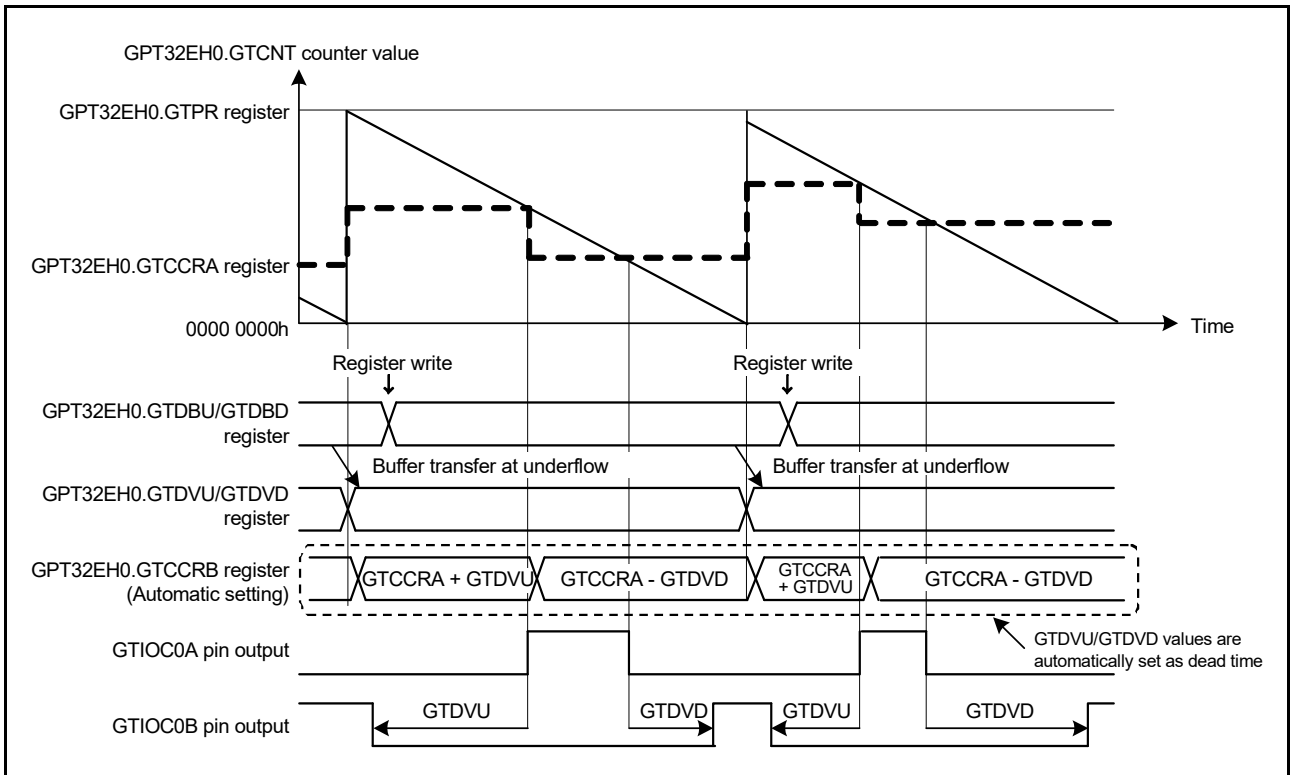 GPT32EH0.GTCNT counter value
GPT32EH0.GTPR register
GPT32EH0.GTCCRA register
0000 0000h
Time
Register write
Register write
GPT32EH0.GTDBU/GTDBD
register
Buffer transfer at underflow
Buffer transfer at underflow
GPT32EH0.GTDVU/GTDVD
register
GPT32EH0.GTCCRB register
(Automatic setting)
GTCCRA + GTDVU
GTCCRA - GTDVD
GTCCRA
+ GTDVU
GTCCRA - GTDVD
GTIOC0A pin output
GTDVU/GTDVD values are
automatically set as dead time
GTIOC0B pin output
GTDVU
GTDVD
GTDVU
GTDVD